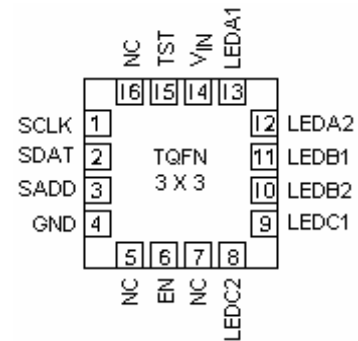 NC TST VIN LEDA1
16 15 14 13
SCLK 1
SDAT 2
SADD 3
GND 4
TQFN
3 X 3
12 LEDA2
11 LEDB1
10 LEDB2
9 LEDC1
5 6 7 8
NC EN NC LEDC2